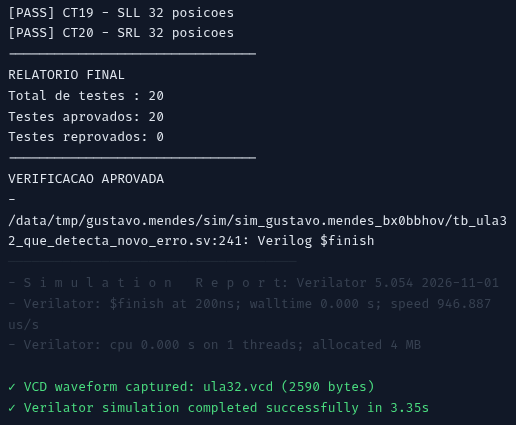 [PASS] CT19 - SLL 32 posicoes
[PASS] CT20 - SRL 32 posicoes
────────────────────────────────
RELATORIO FINAL
Total de testes : 20
Testes aprovados: 20
Testes reprovados: 0
────────────────────────────────
VERIFICACAO APROVADA
-
/data/tmp/gustavo.mendes/sim/sim_gustavo.mendes_bx0bbhov/tb_ula3
2_que_detecta_novo_erro.sv:241: Verilog $finish
- S i m u l a t i o n   R e p o r t: Verilator 5.054 2026-11-01
- Verilator: $finish at 200ns; walltime 0.000 s; speed 946.887
us/s
- Verilator: cpu 0.000 s on 1 threads; allocated 4 MB
✓ VCD waveform captured: ula32.vcd (2590 bytes)
✓ Verilator simulation completed successfully in 3.35s